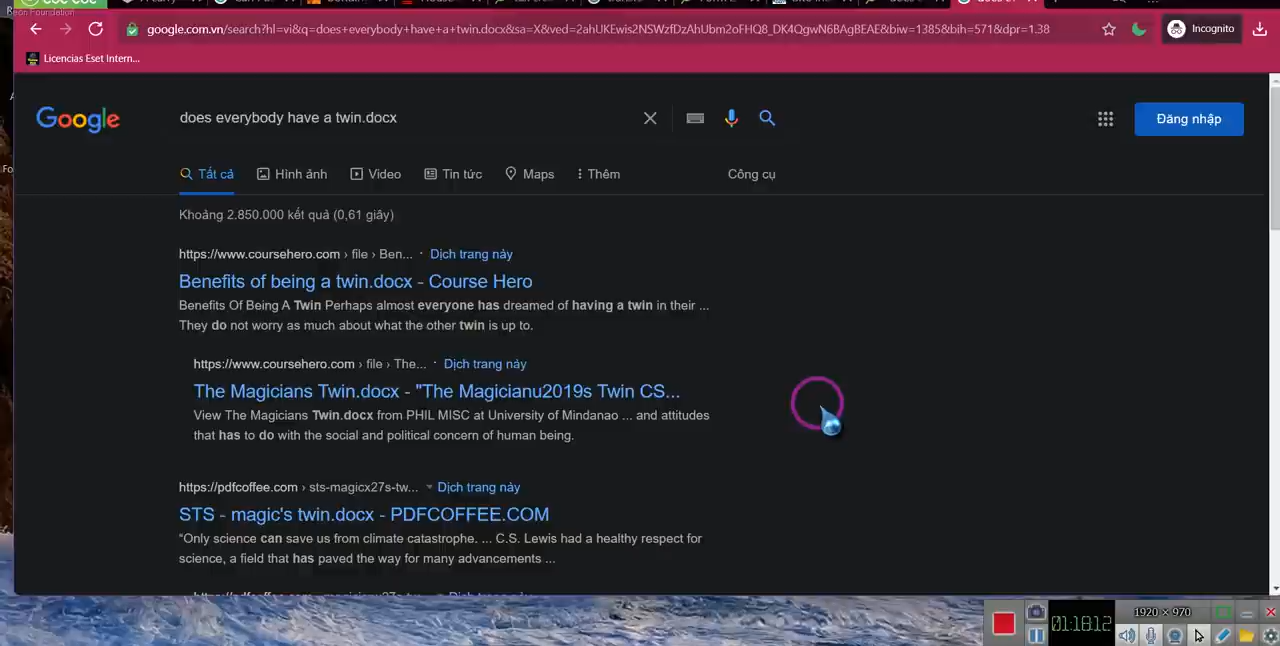 Beon Foundation
google.com.vn/search?hl=vi&q=does+everybody+have+a+twin.docx&sa=X&ved=2ahUKEwis2NSWzfDzAhUbm2oFHQ8_DK4QgwN6BAgBEAE&biw=1385&bih=571&dpr=1.38
Incognito
Licencias Eset Intern...
Google
does everybody have a twin.docx
Đăng nhập
Tất cả
Hình ảnh
Video
Tin tức
Maps
Thêm
Công cụ
Khoảng 2.850.000 kết quả (0,61 giây)
https://www.coursehero.com › file › Ben... · Dịch trang này
Benefits of being a twin.docx - Course Hero
Benefits Of Being A Twin Perhaps almost everyone has dreamed of having a twin in their ...
They do not worry as much about what the other twin is up to.
https://www.coursehero.com › file › The... · Dịch trang này
The Magicians Twin.docx - "The Magicianu2019s Twin CS...
View The Magicians Twin.docx from PHIL MISC at University of Mindanao ... and attitudes
that has to do with the social and political concern of human being.
https://pdfcoffee.com › sts-magicx27s-tw... Dịch trang này
STS - magic's twin.docx - PDFCOFFEE.COM
"Only science can save us from climate catastrophe. ... C.S. Lewis had a healthy respect for
science, a field that has paved the way for many advancements ...
1920 × 970
01:18:12